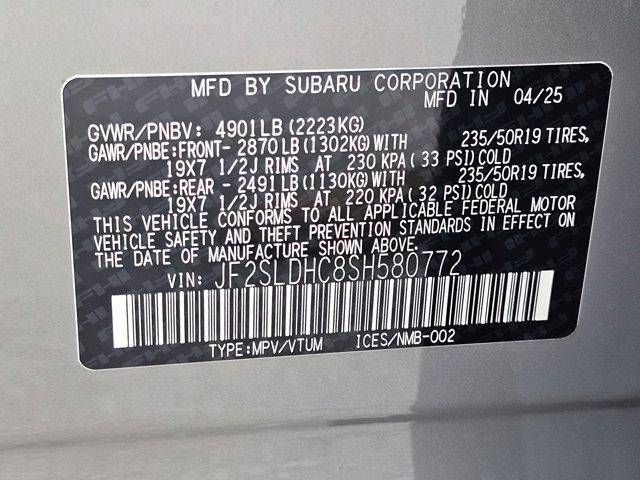 MFD BY SUBARU CORPORATION
MFD IN 04/25
GVWR/PNBV: 4901LB (2223KG)
GAWR/PNBE:FRONT- 2870 LB (1302KG) WITH 235/50R19 TIRES,
19X7 1/2J RIMS AT 230 KPA ( 33 PSI) COLD
GAWR/PNBE:REAR - 2491 LB (1130KG) WITH 235/50R19 TIRES,
19X7 1/2J RIMS AT 220 KPA ( 32 PSI) COLD
THIS VEHICLE CONFORMS TO ALL APPLICABLE FEDERAL MOTOR
VEHICLE SAFETY AND THEFT PREVENTION STANDARDS IN EFFECT ON
THE DATE OF MANUFACTURE SHOWN ABOVE.
VIN: JF2SLDHC8SH580772
TYPE:MPV/VTUM ICES/NMB-002